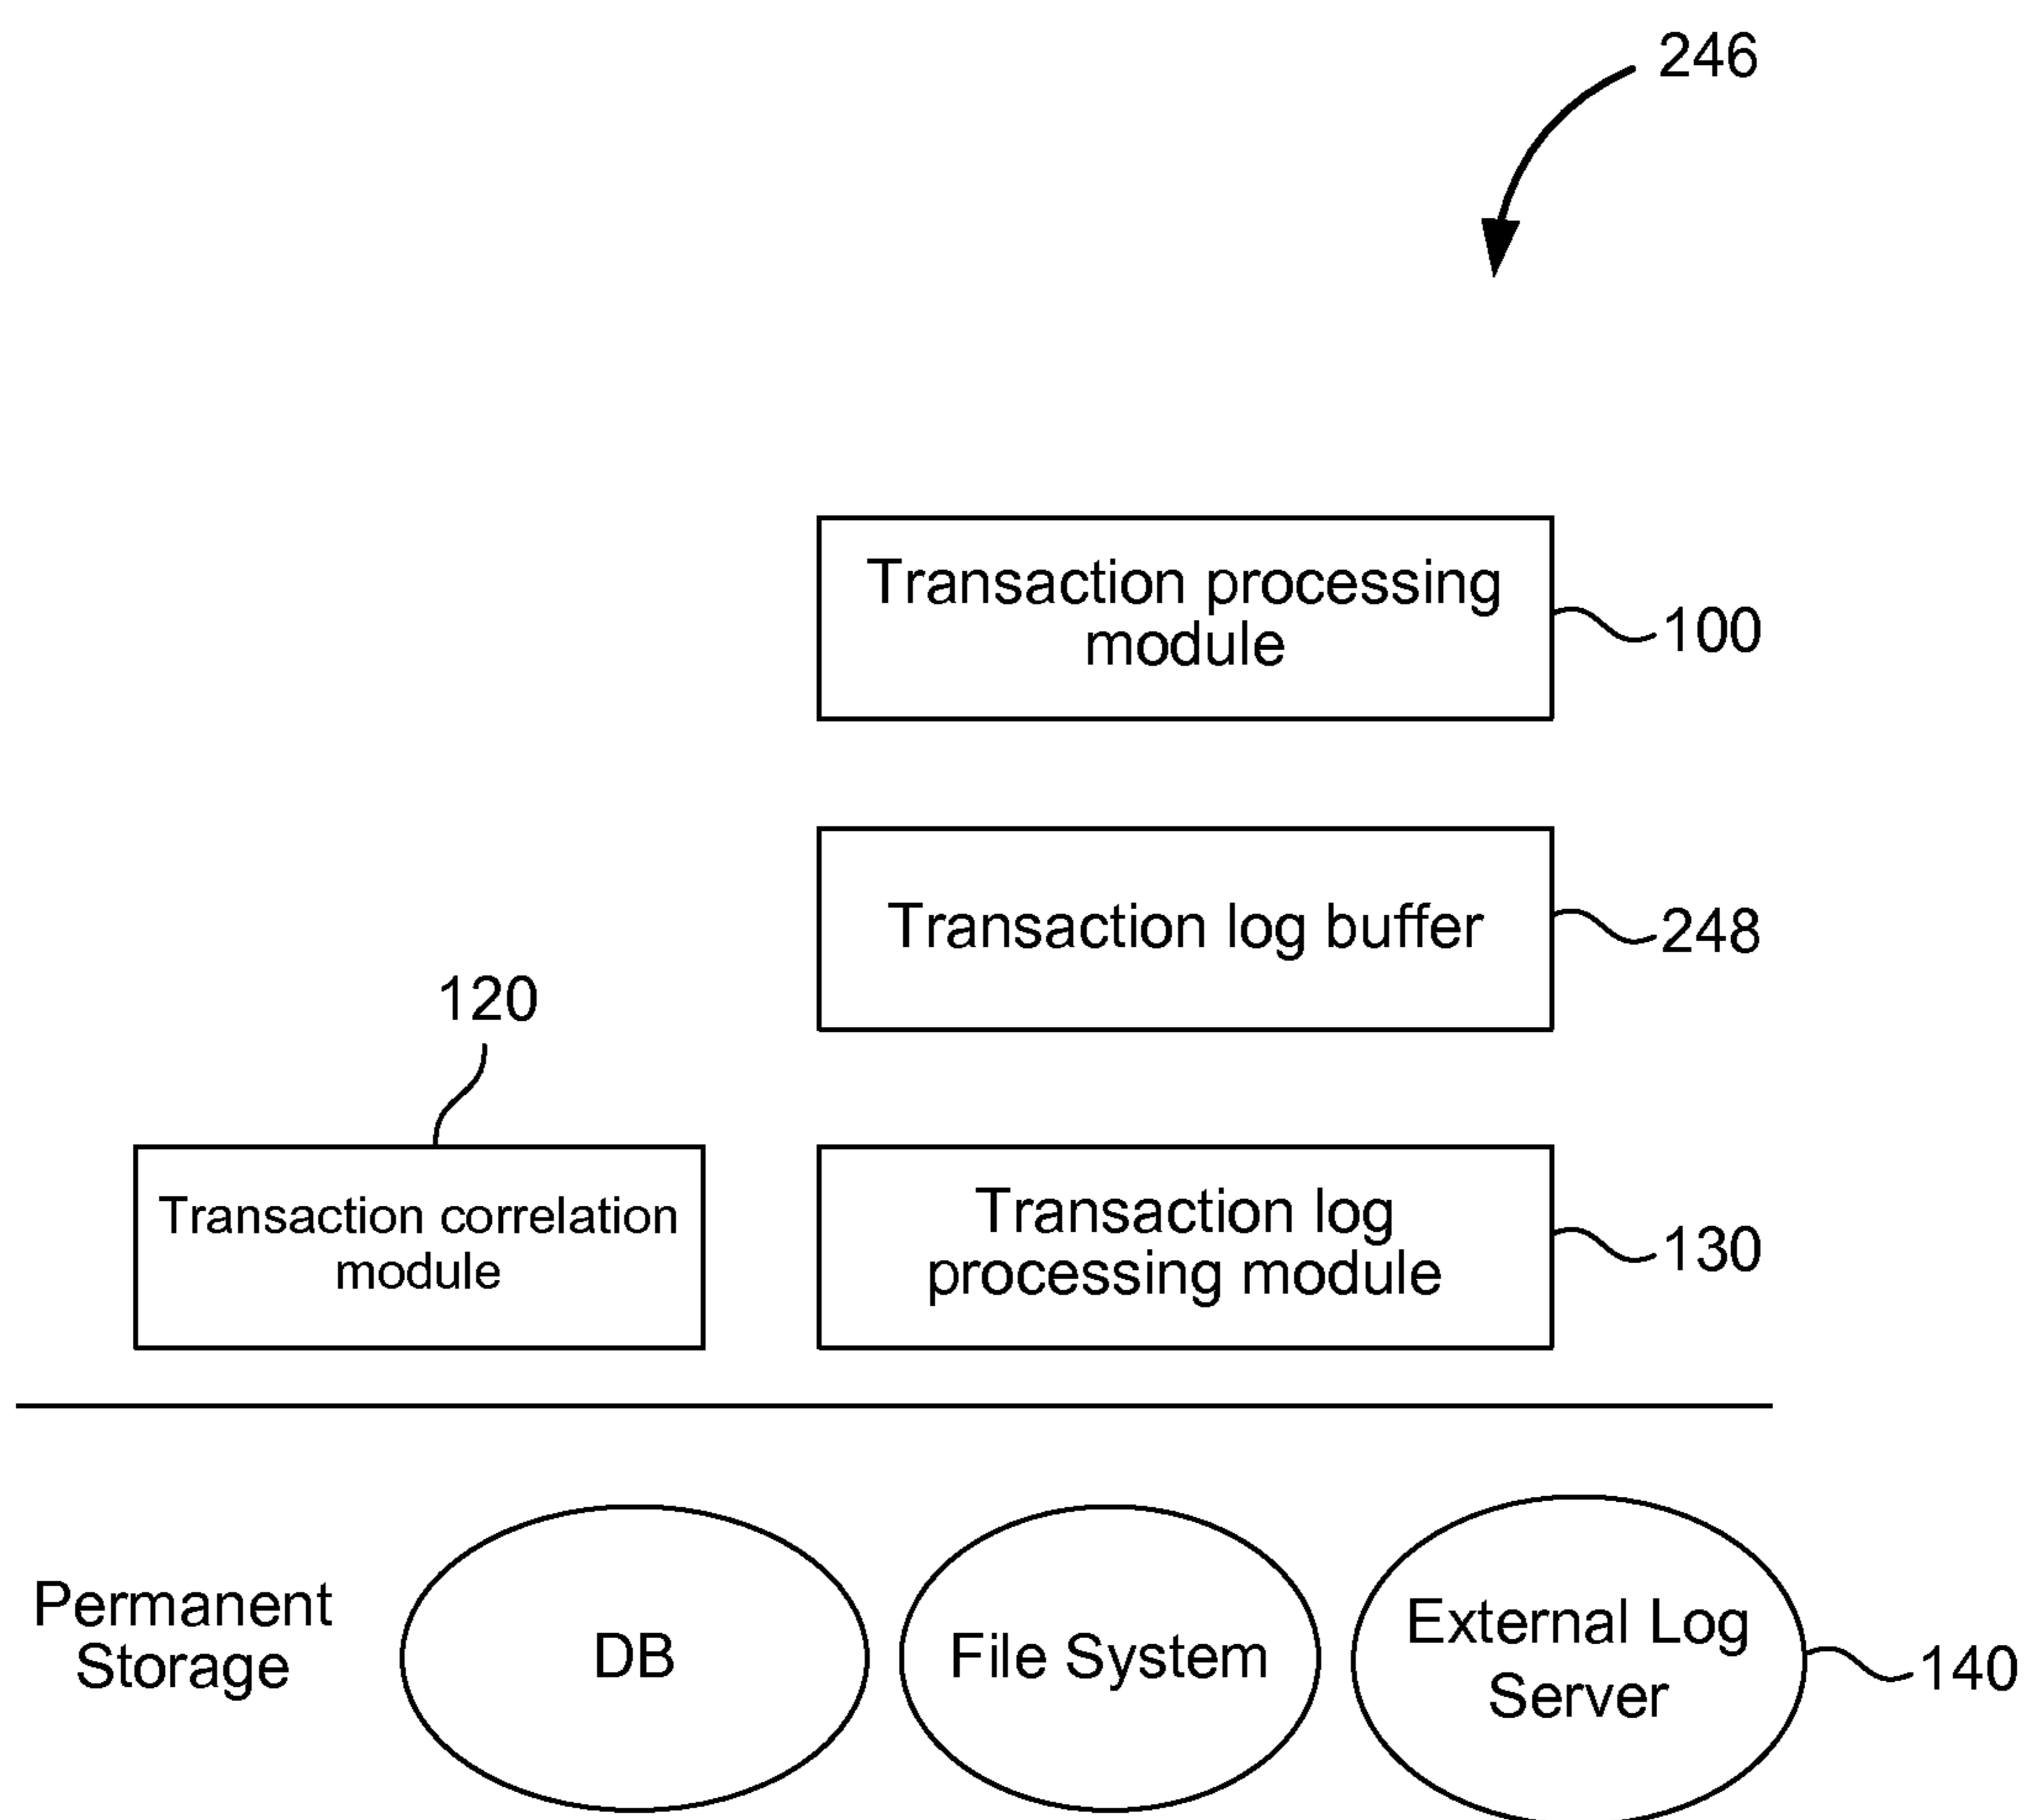 246
Transaction processing
module
100
Transaction log buffer
248
120
Transaction correlation
module
Transaction log
processing module
130
Permanent
Storage
DB
File System
External Log
Server
140